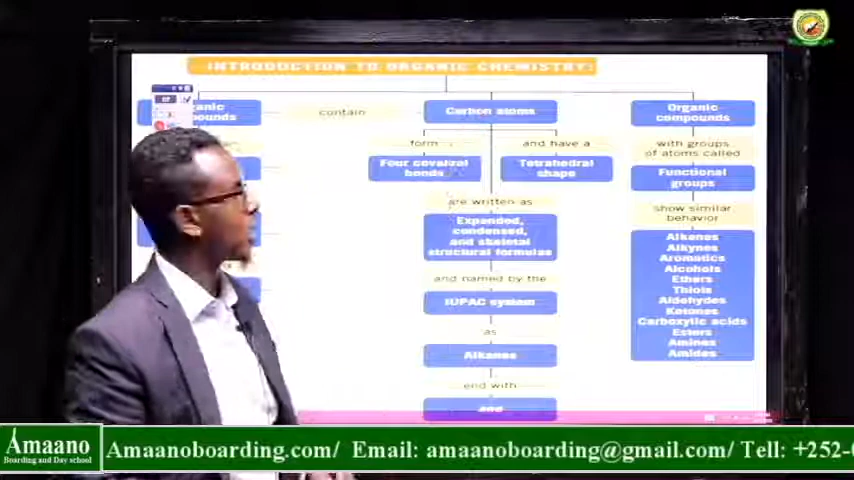 INTRODUCTION TO ORGANIC CHEMISTRY:
contain
Carbon atoms
form
and have a
Four covalent
bonds
Tetrahedral
shape
are written as
Expanded,
condensed,
and skeletal
structural formulas
and named by the
IUPAC system
as
Alkanes
end with
Organic
compounds
with groups
of atoms called
Functional
groups
show similar
behavior
Alkenes
Alkynes
Aromatics
Alcohols
Ethers
Thiols
Aldehydes
Ketones
Carboxylic acids
Esters
Amines
Amides
Amaano
Boarding and Day school
Amaanoboarding.com/ Email: amaanoboarding@gmail.com/ Tell: +252-